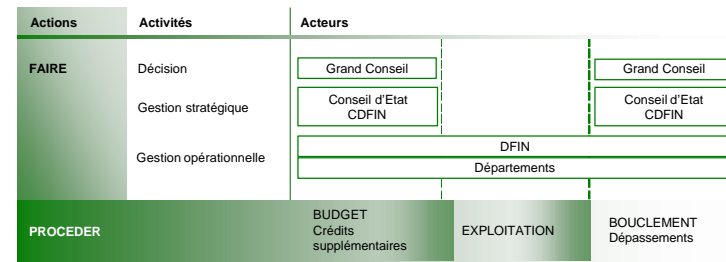 Actions Activités Acteurs
FAIRE Décision Grand Conseil Grand Conseil
Gestion stratégique Conseil d'Etat CDFIN Conseil d'Etat CDFIN
Gestion opérationnelle DFIN
Départements
PROCEDER BUDGET
Crédits
supplémentaires
EXPLOITATION
BOUCLEMENT
Dépassements